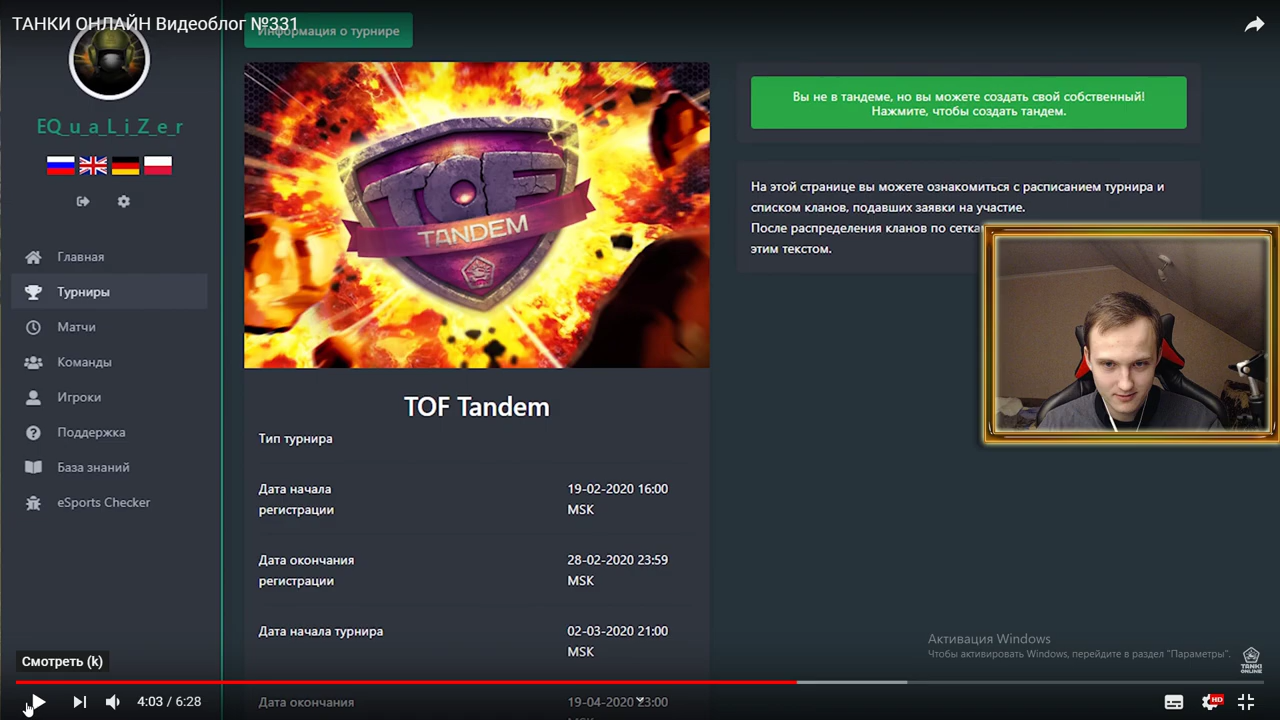 ТАНКИ ОНЛАЙН Видеоблог №331
Информация о турнире
EQ_u_a_L_i_Z_e_r
Главная
Турниры
Матчи
Команды
Игроки
Поддержка
База знаний
eSports Checker
TOF
TANDEM
TOF Tandem
Тип турнира
Дата начала
регистрации
19-02-2020 16:00
MSK
Дата окончания
регистрации
28-02-2020 23:59
MSK
Дата начала турнира
02-03-2020 21:00
MSK
Дата окончания
19-04-2020 23:00
Вы не в тандеме, но вы можете создать свой собственный!
Нажмите, чтобы создать тандем.
На этой странице вы можете ознакомиться с расписанием турнира и
списком кланов, подавших заявки на участие.
После распределения кланов по
этим текстом.
Активация Windows
Чтобы активировать Windows, перейдите в раздел "Параметры".
TANKI
ONLINE
Смотреть (k)
4:03 / 6:28
HD